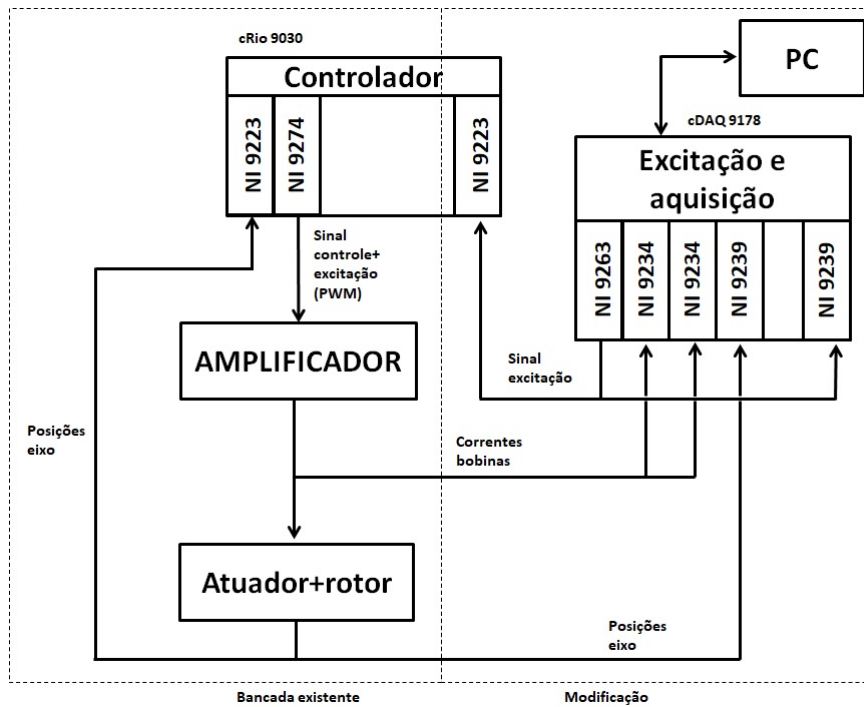 cRio 9030
Controlador
NI 9223
NI 9274
NI 9223
PC
cDAQ 9178
Excitação e
aquisição
NI 9263
NI 9234
NI 9234
NI 9239
NI 9239
Sinal
controle+
excitação
(PWM)
AMPLIFICADOR
Sinal
excitação
Posições
eixo
Correntes
bobinas
Atuador+rotor
Posições
eixo
Bancada existente
Modificação